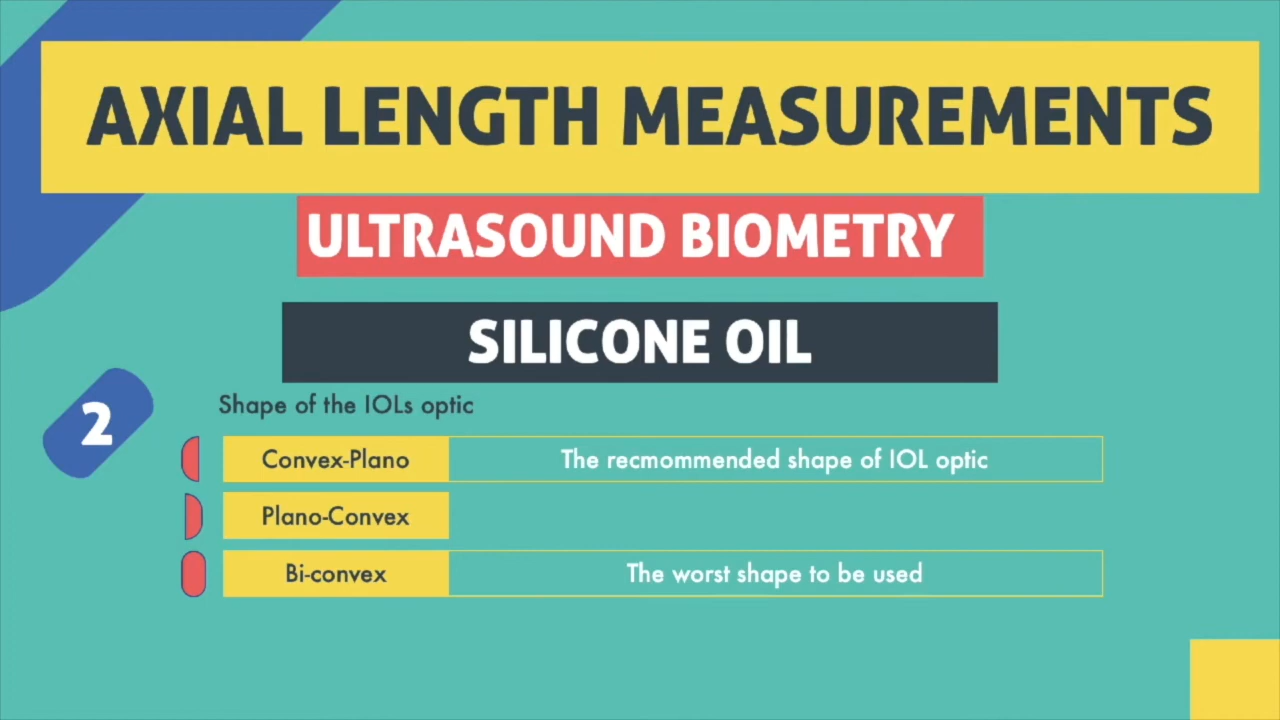 AXIAL LENGTH MEASUREMENTS
ULTRASOUND BIOMETRY
SILICONE OIL
2
Shape of the IOLs optic
Convex-Plano The recmommended shape of IOL optic
Plano-Convex
Bi-convex The worst shape to be used